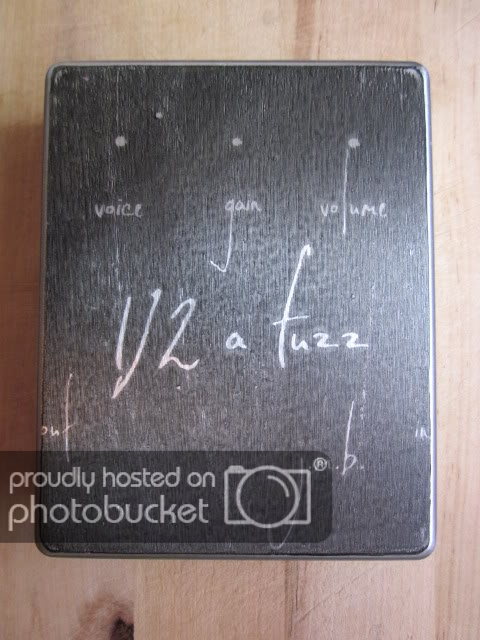 voice gain volume
1/2 a fuzz
out in
.b.
proudly hosted on
photobucket®